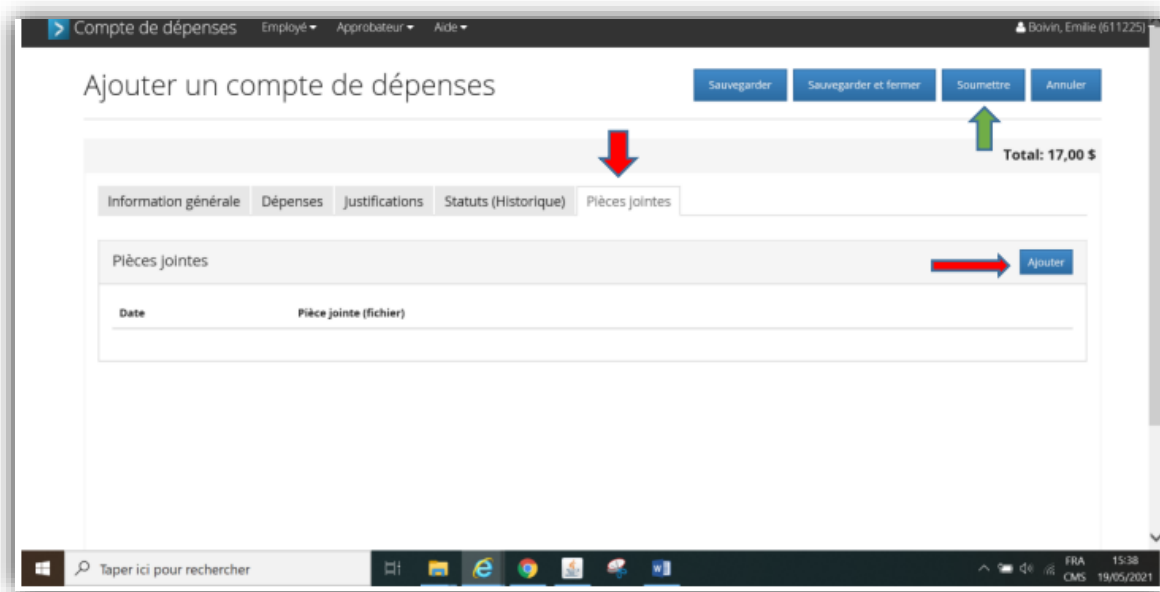 Compte de dépenses Employé Approbateur Aide Boivin, Emilie (611225)
Ajouter un compte de dépenses Sauvegarder Sauvegarder et fermer Soumettre Annuler
Total: 17,00 $
Information générale Dépenses Justifications Statuts (Historique) Pièces jointes
Pièces jointes Ajouter
Date Pièce jointe (fichier)
Taper ici pour rechercher FRA 15:38
CMS 19/05/2021